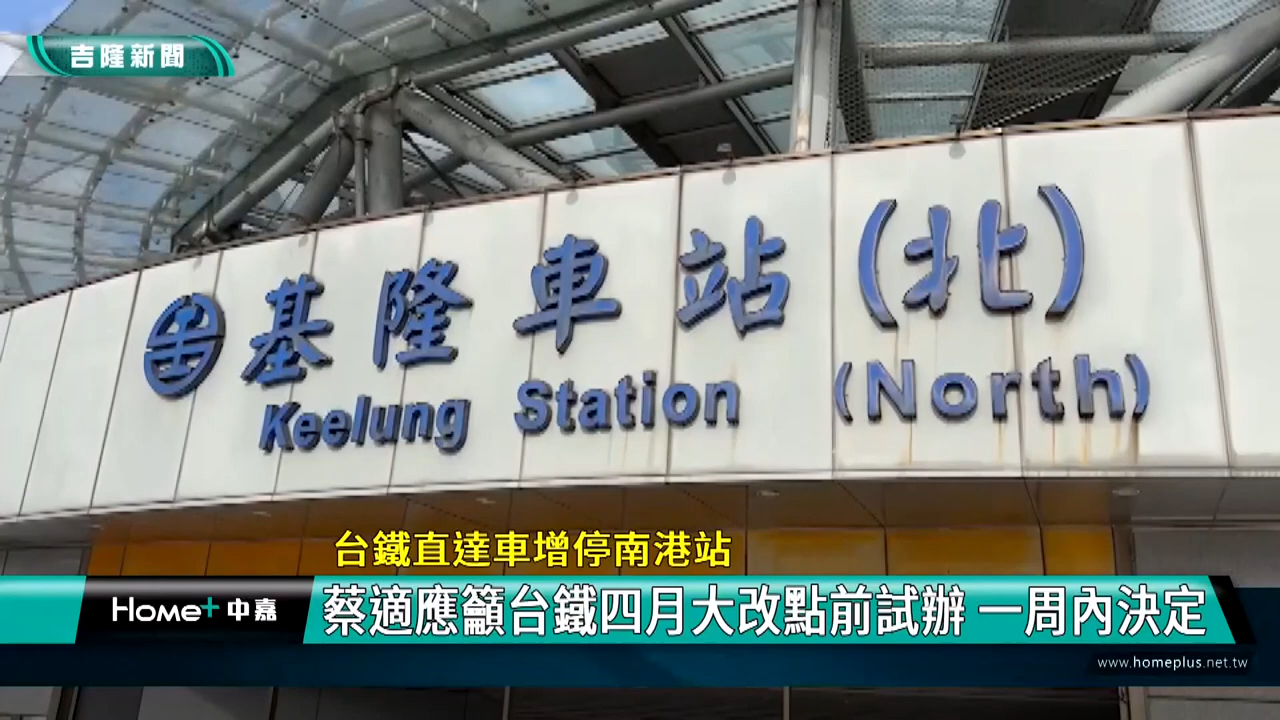 吉隆新聞
基隆車站(北)
Keelung Station (North)
台鐵直達車增停南港站
Home+ 中嘉
蔡適應籲台鐵四月大改點前試辦 一周內決定
www.homeplus.net.tw